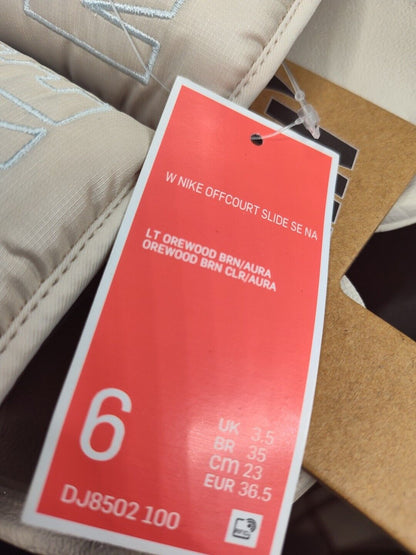 W NIKE OFFCOURT SLIDE SE NA
LT OREWOOD BRN/AURA
OREWOOD BRN CLR/AURA
6
UK 3.5
BR 35
cm 23
EUR 36.5
DJ8502 100